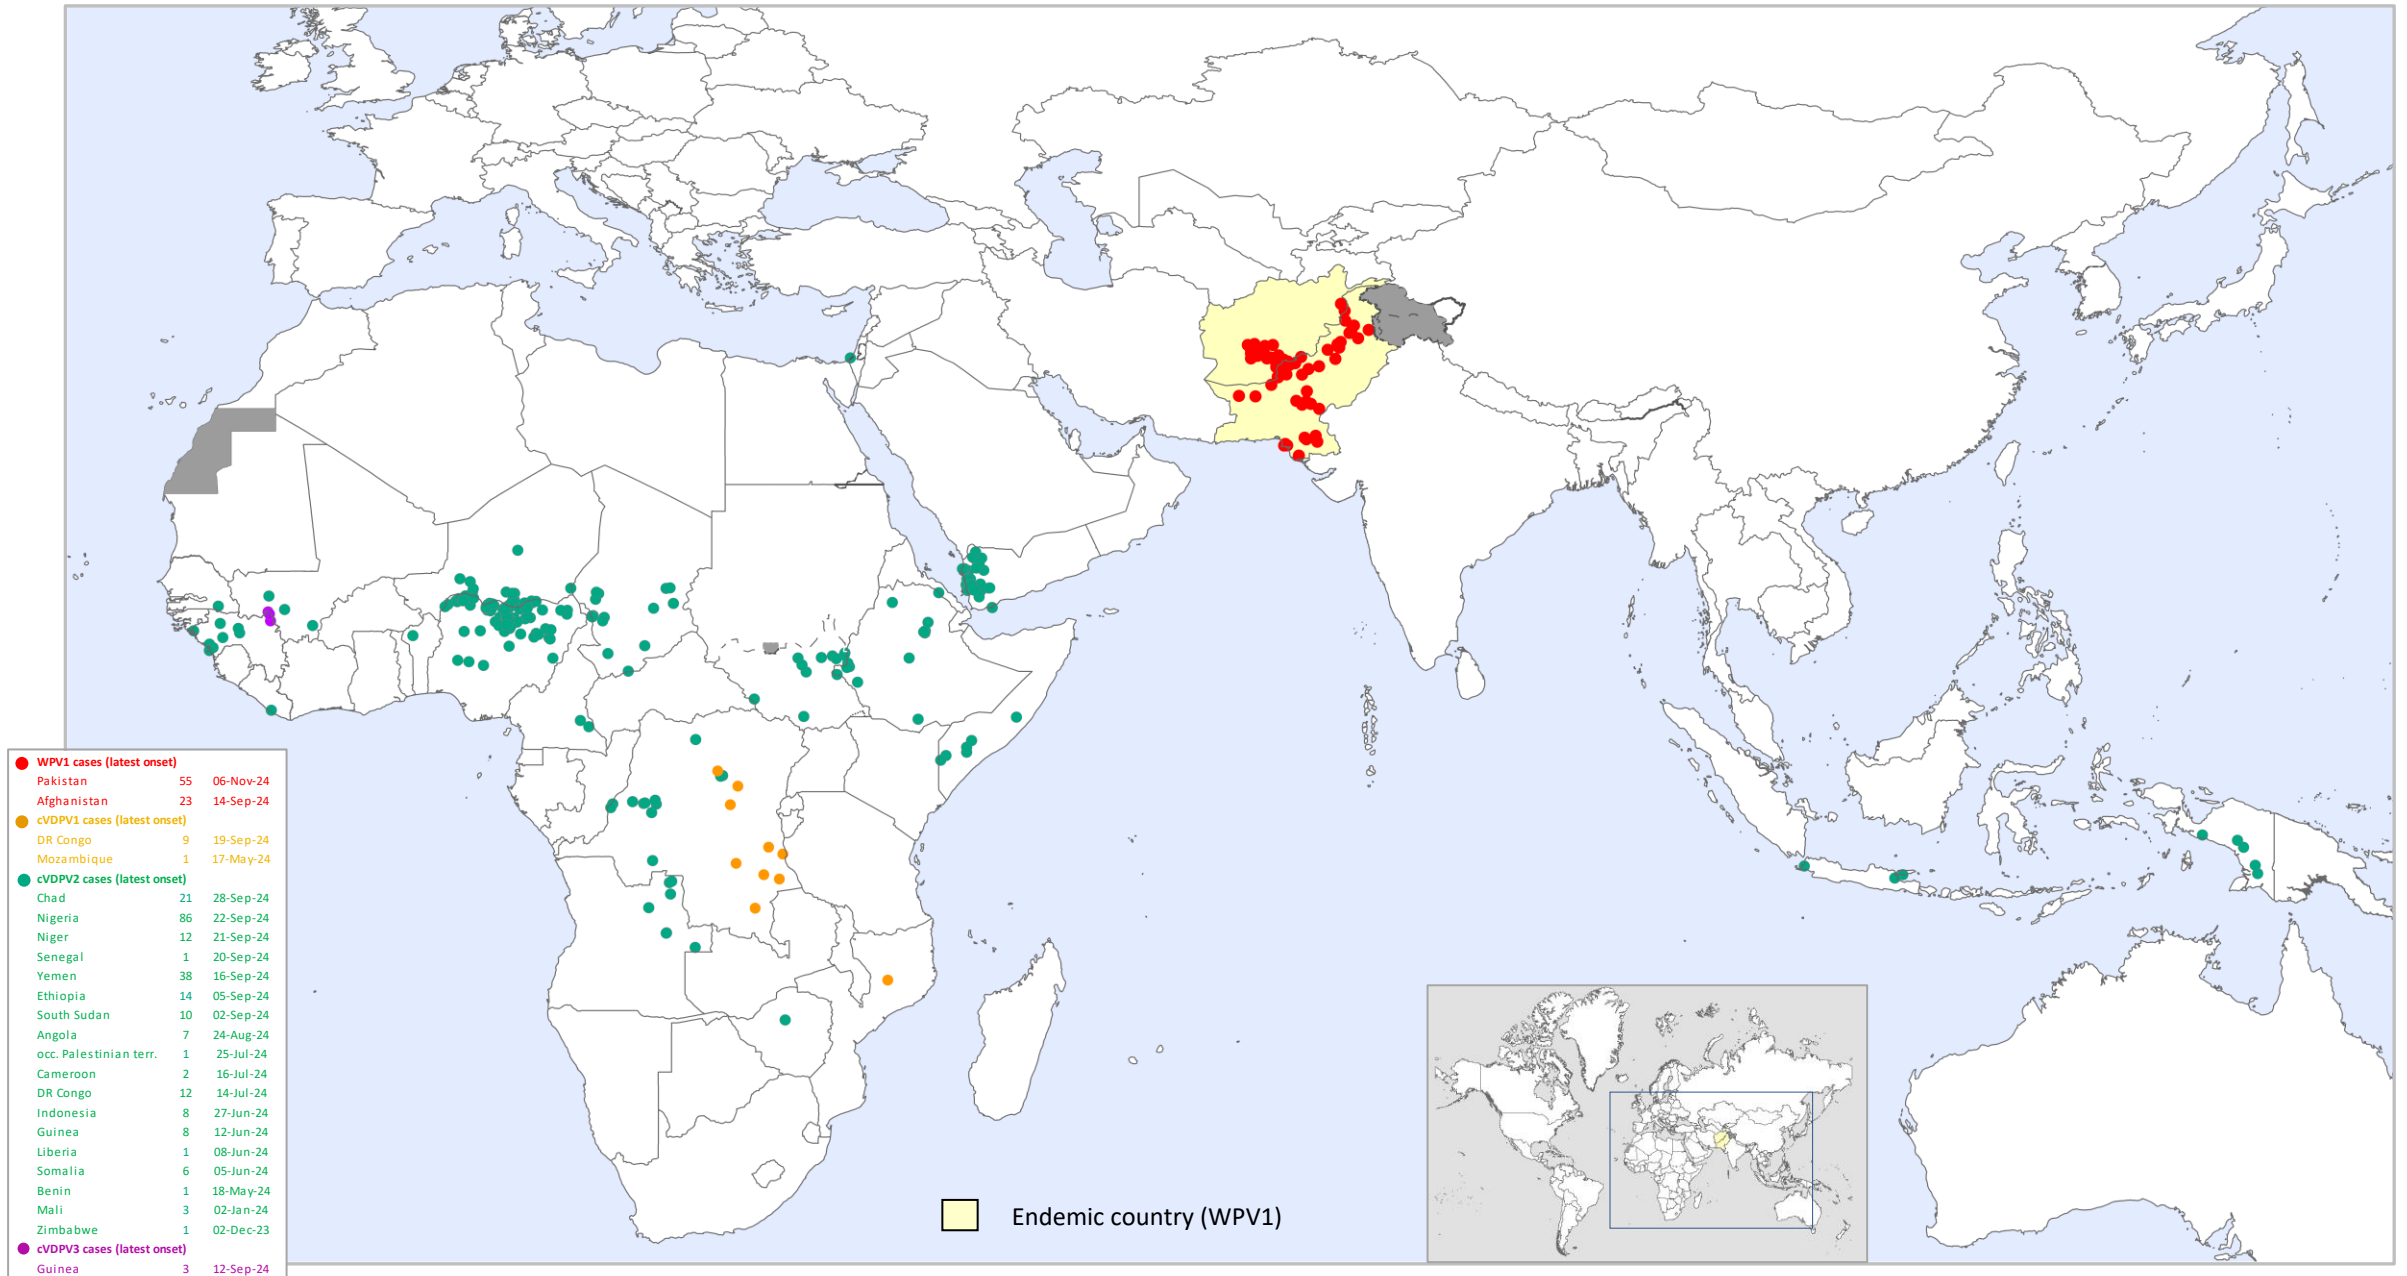 WPV1 cases (latest onset)
Pakistan 55 06-Nov-24
Afghanistan 23 14-Sep-24
cVDPV1 cases (latest onset)
DR Congo 9 19-Sep-24
Mozambique 1 17-May-24
cVDPV2 cases (latest onset)
Chad 21 28-Sep-24
Nigeria 86 22-Sep-24
Niger 12 21-Sep-24
Senegal 1 20-Sep-24
Yemen 38 16-Sep-24
Ethiopia 14 05-Sep-24
South Sudan 10 02-Sep-24
Angola 7 24-Aug-24
occ. Palestinian terr. 1 25-Jul-24
Cameroon 2 16-Jul-24
DR Congo 12 14-Jul-24
Indonesia 8 27-Jun-24
Guinea 8 12-Jun-24
Liberia 1 08-Jun-24
Somalia 6 05-Jun-24
Benin 1 18-May-24
Mali 3 02-Jan-24
Zimbabwe 1 02-Dec-23
cVDPV3 cases (latest onset)
Guinea 3 12-Sep-24
Endemic country (WPV1)